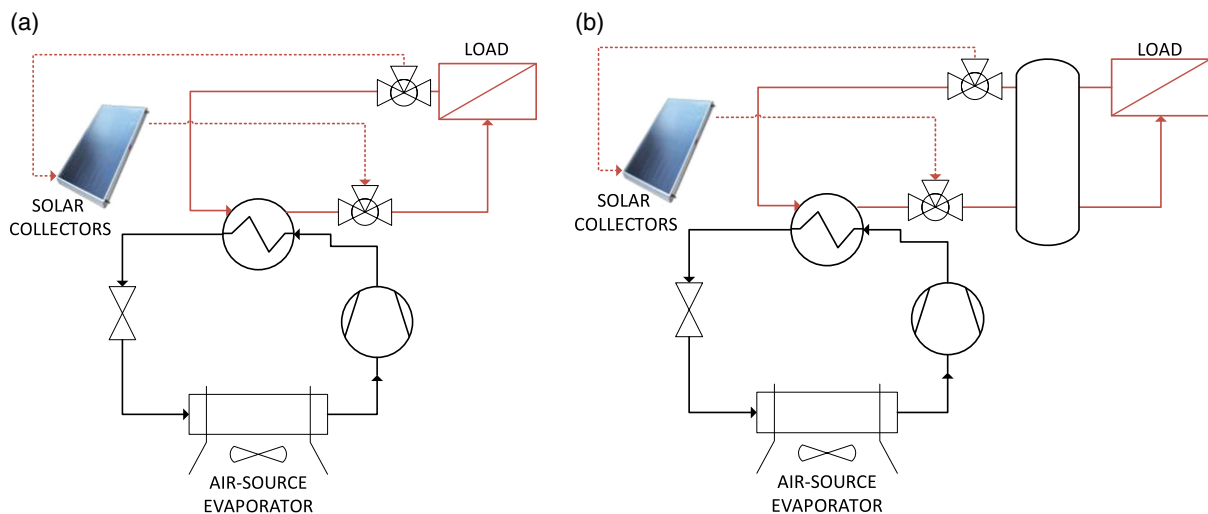 (a)
LOAD
SOLAR
COLLECTORS
AIR-SOURCE
EVAPORATOR
(b)
LOAD
SOLAR
COLLECTORS
AIR-SOURCE
EVAPORATOR